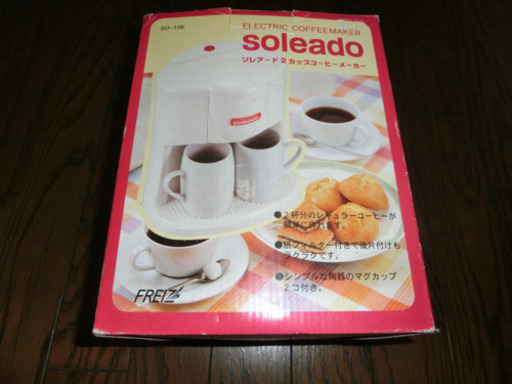 SO-106
ELECTRIC COFFEEMAKER
soleado
ソレアード2カップコーヒーメーカー
soleado
●2杯分のレギュラーコーヒーが
簡単に作れます。
●紙フィルター付きで後片付けも
ラクラクです。
●シンプルな陶器のマグカップ
2コ付き。
FREIZ